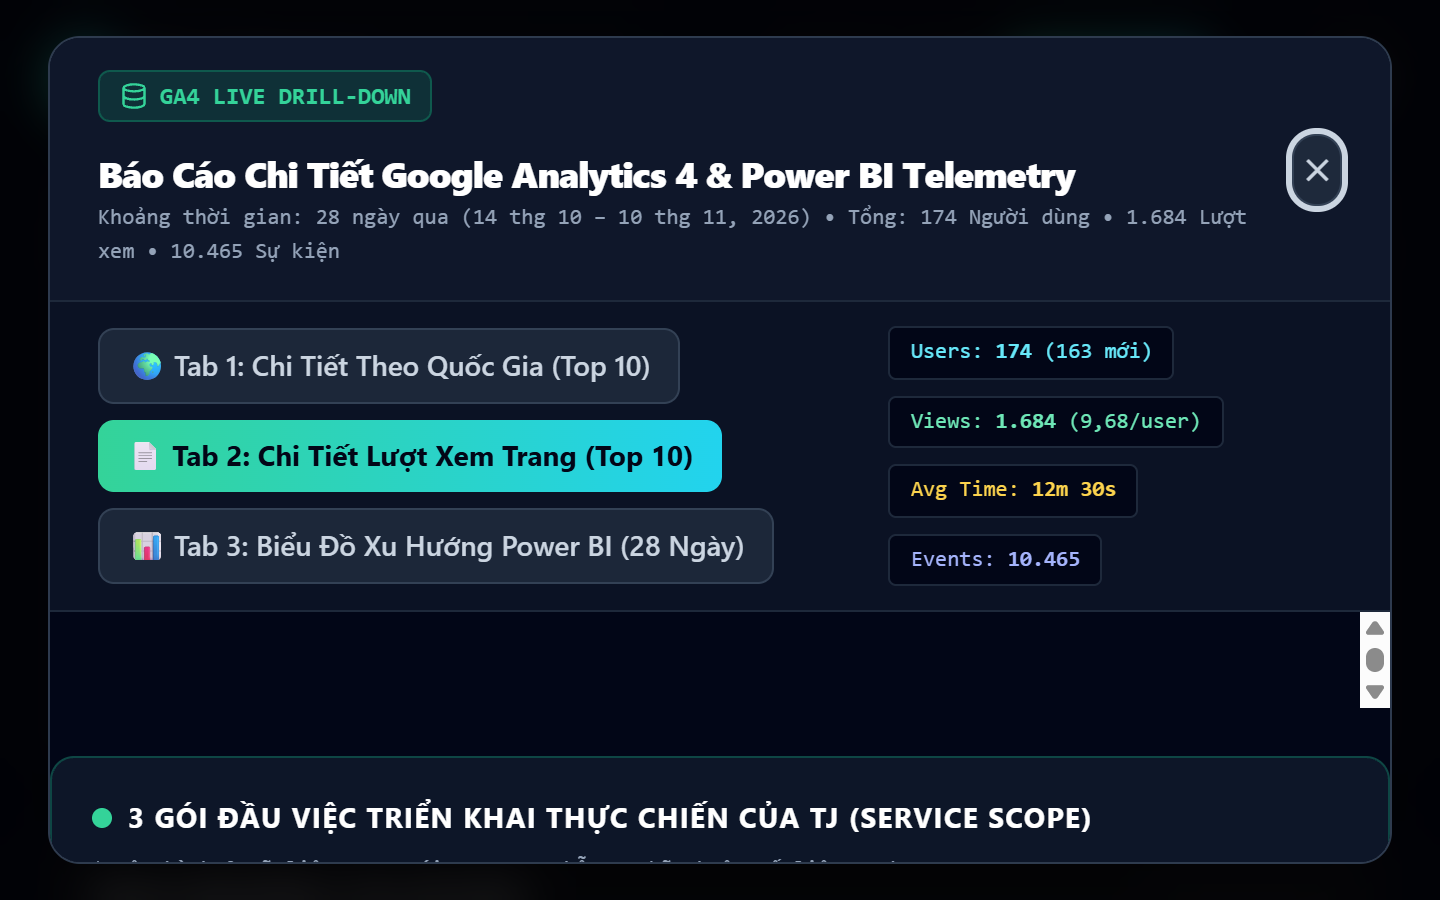 GA4 LIVE DRILL-DOWN
Báo Cáo Chi Tiết Google Analytics 4 & Power BI Telemetry
Khoảng thời gian: 28 ngày qua (14 thg 10 – 10 thg 11, 2026) • Tổng: 174 Người dùng • 1.684 Lượt
xem • 10.465 Sự kiện
Tab 1: Chi Tiết Theo Quốc Gia (Top 10)
Tab 2: Chi Tiết Lượt Xem Trang (Top 10)
Tab 3: Biểu Đồ Xu Hướng Power BI (28 Ngày)
Users: 174 (163 mới)
Views: 1.684 (9,68/user)
Avg Time: 12m 30s
Events: 10.465
3 GÓI ĐẦU VIỆC TRIỂN KHAI THỰC CHIẾN CỦA TJ (SERVICE SCOPE)